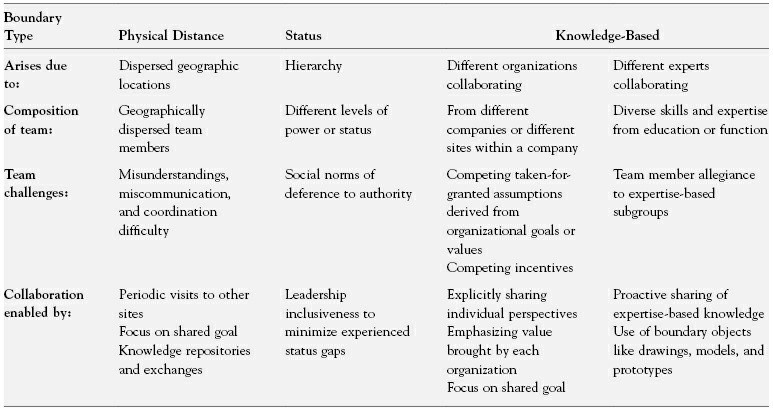 Boundary
Type Physical Distance Status Knowledge-Based
Arises due Dispersed geographic Hierarchy Different organizations Different experts
to: locations collaborating collaborating
Composition Geographically Different levels of From different Diverse skills and expertise
of team: dispersed team power or status companies or different from education or function
members sites within a company
Team Misunderstandings, Social norms of Competing taken-for- Team member allegiance
challenges: miscommunication, deference to authority granted assumptions to expertise-based
and coordination derived from subgroups
difficulty organizational goals or
values
Competing incentives
Collaboration Periodic visits to other Leadership Explicitly sharing Proactive sharing of
enabled by: sites inclusiveness to individual perspectives expertise-based knowledge
Focus on shared goal minimize experienced Emphasizing value Use of boundary objects
Knowledge repositories status gaps brought by each like drawings, models, and
and exchanges organization prototypes
Focus on shared goal